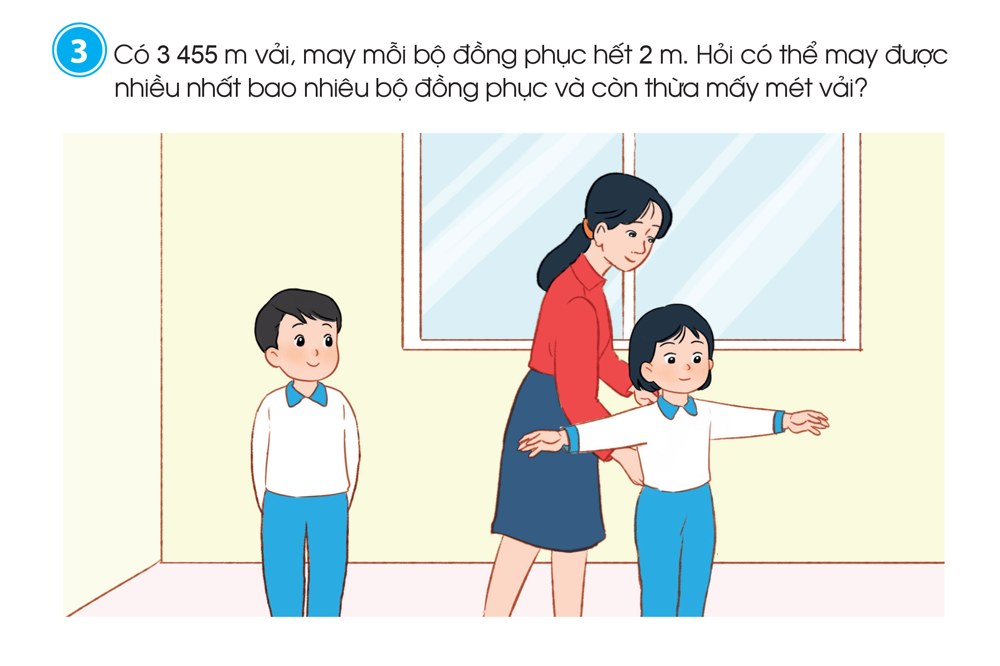 3 Có 3 455 m vải, may mỗi bộ đồng phục hết 2 m. Hỏi có thể may được
nhiều nhất bao nhiêu bộ đồng phục và còn thừa mấy mét vải?